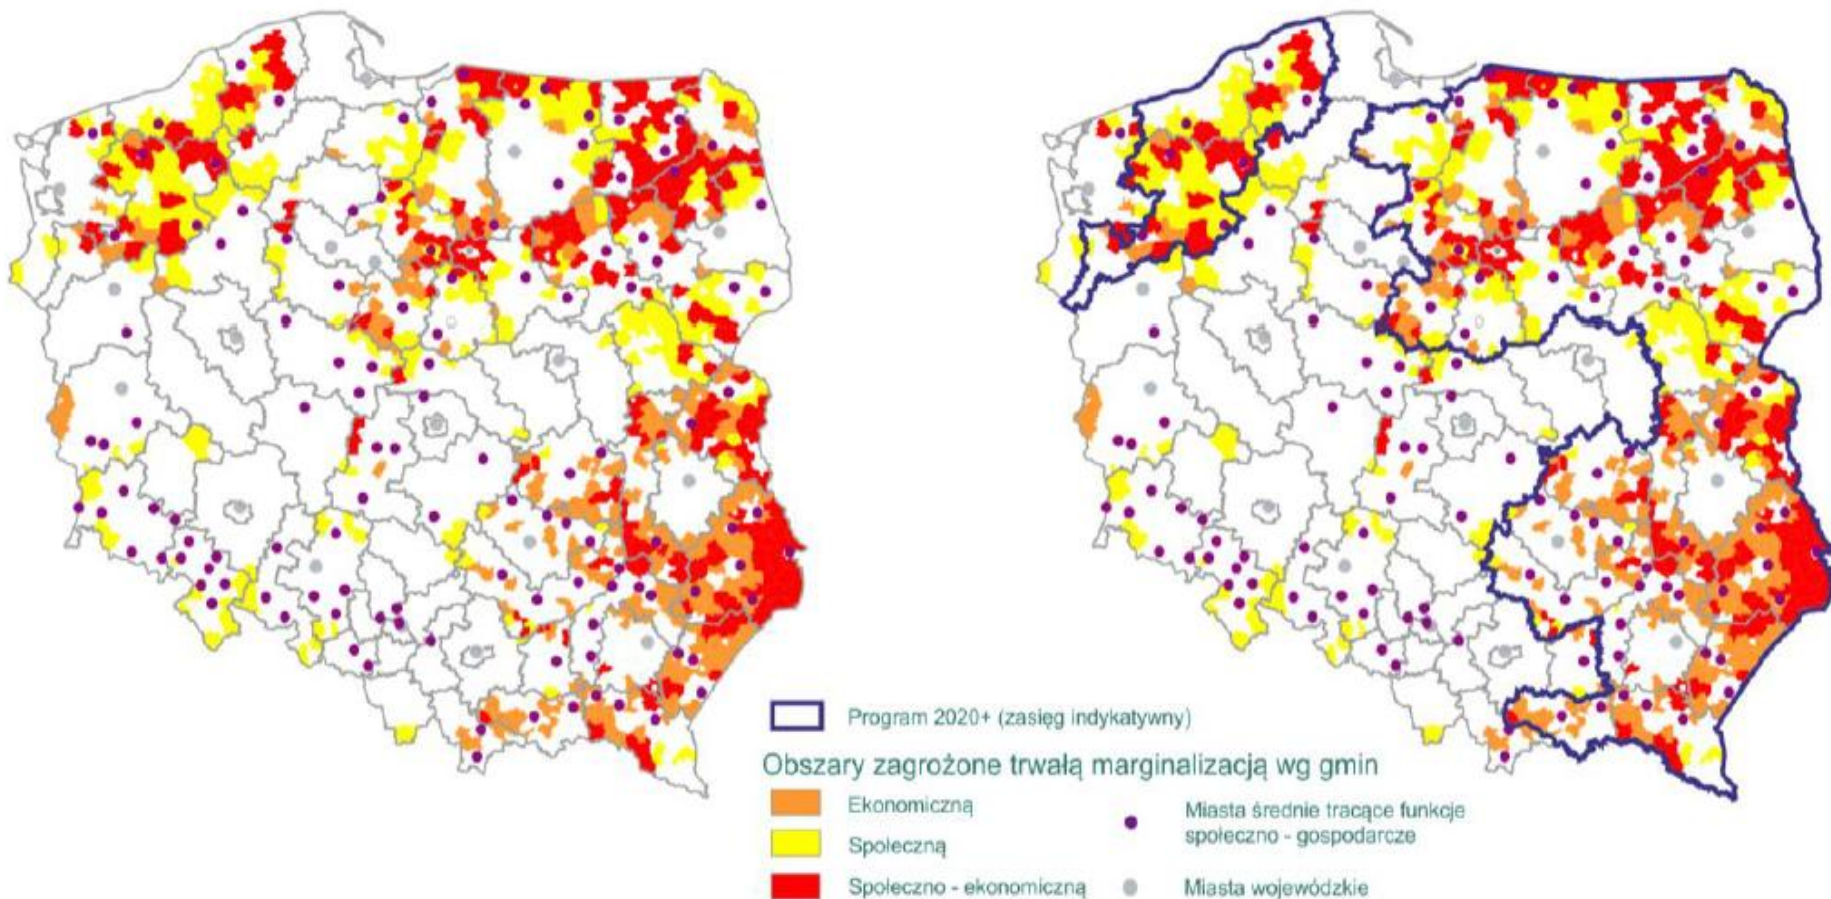 Program 2020+ (zasięg indykatywny)
Obszary zagrożone trwałą marginalizacją wg gmin
Ekonomiczną
Społeczną
Społeczno - ekonomiczną
Miasta średnie tracące funkcje
społeczno - gospodarcze
Miasta wojewódzkie